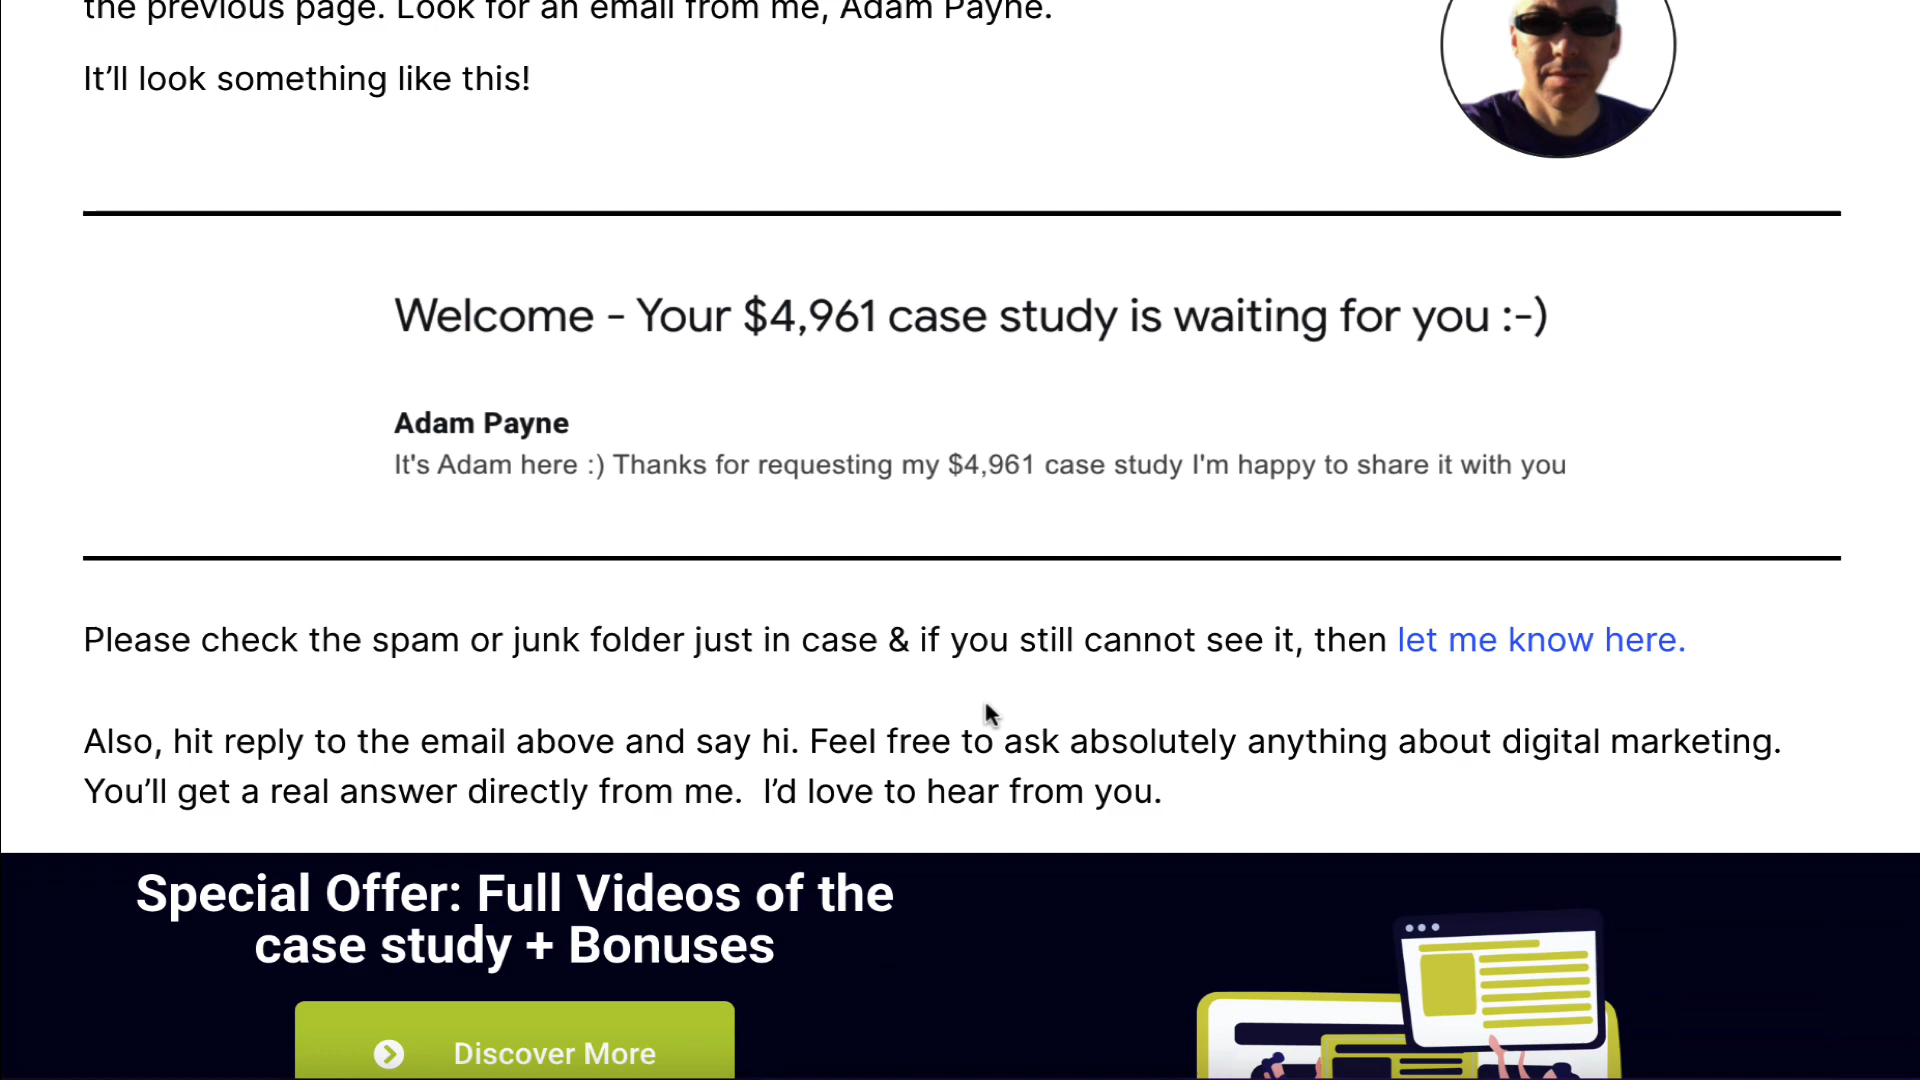 the previous page. Look for an email from me, Adam Payne.
It’ll look something like this!
Welcome - Your $4,961 case study is waiting for you :-)
Adam Payne
It's Adam here :) Thanks for requesting my $4,961 case study I'm happy to share it with you
Please check the spam or junk folder just in case & if you still cannot see it, then let me know here.
Also, hit reply to the email above and say hi. Feel free to ask absolutely anything about digital marketing.
You’ll get a real answer directly from me.  I’d love to hear from you.
Special Offer: Full Videos of the
case study + Bonuses
Discover More